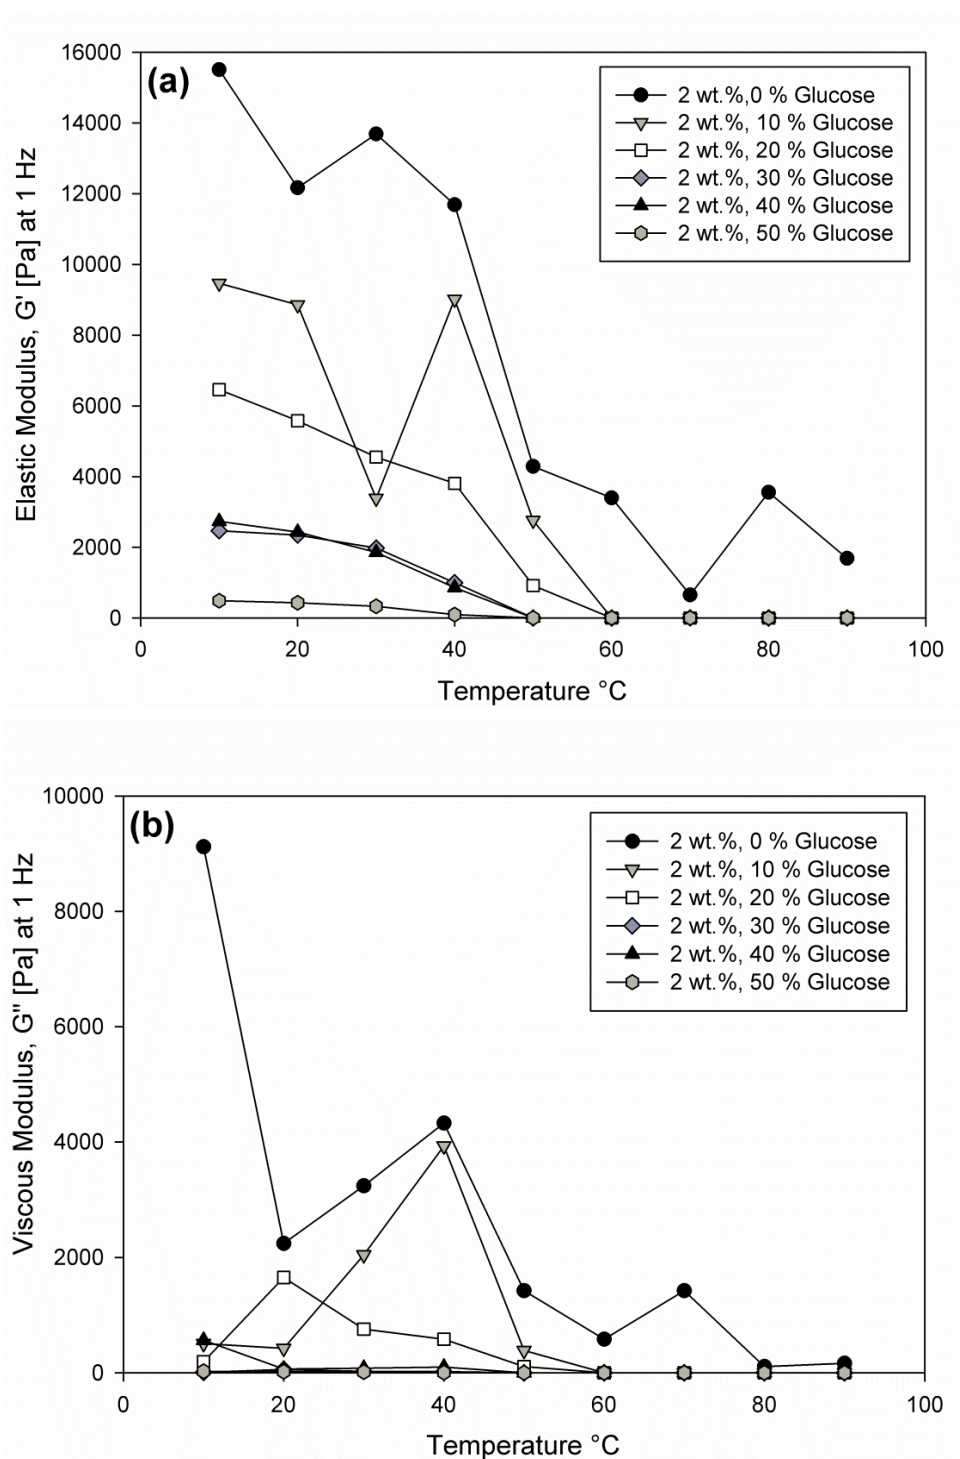 (a)
16000
14000
12000
10000
8000
6000
4000
2000
0
Elastic Modulus, G' [Pa] at 1 Hz
2 wt.%,0 % Glucose
2 wt.%, 10 % Glucose
2 wt.%, 20 % Glucose
2 wt.%, 30 % Glucose
2 wt.%, 40 % Glucose
2 wt.%, 50 % Glucose
0 20 40 60 80 100
Temperature °C
(b)
10000
8000
6000
4000
2000
0
Viscous Modulus, G" [Pa] at 1 Hz
2 wt.%, 0 % Glucose
2 wt.%, 10 % Glucose
2 wt.%, 20 % Glucose
2 wt.%, 30 % Glucose
2 wt.%, 40 % Glucose
2 wt.%, 50 % Glucose
0 20 40 60 80 100
Temperature °C